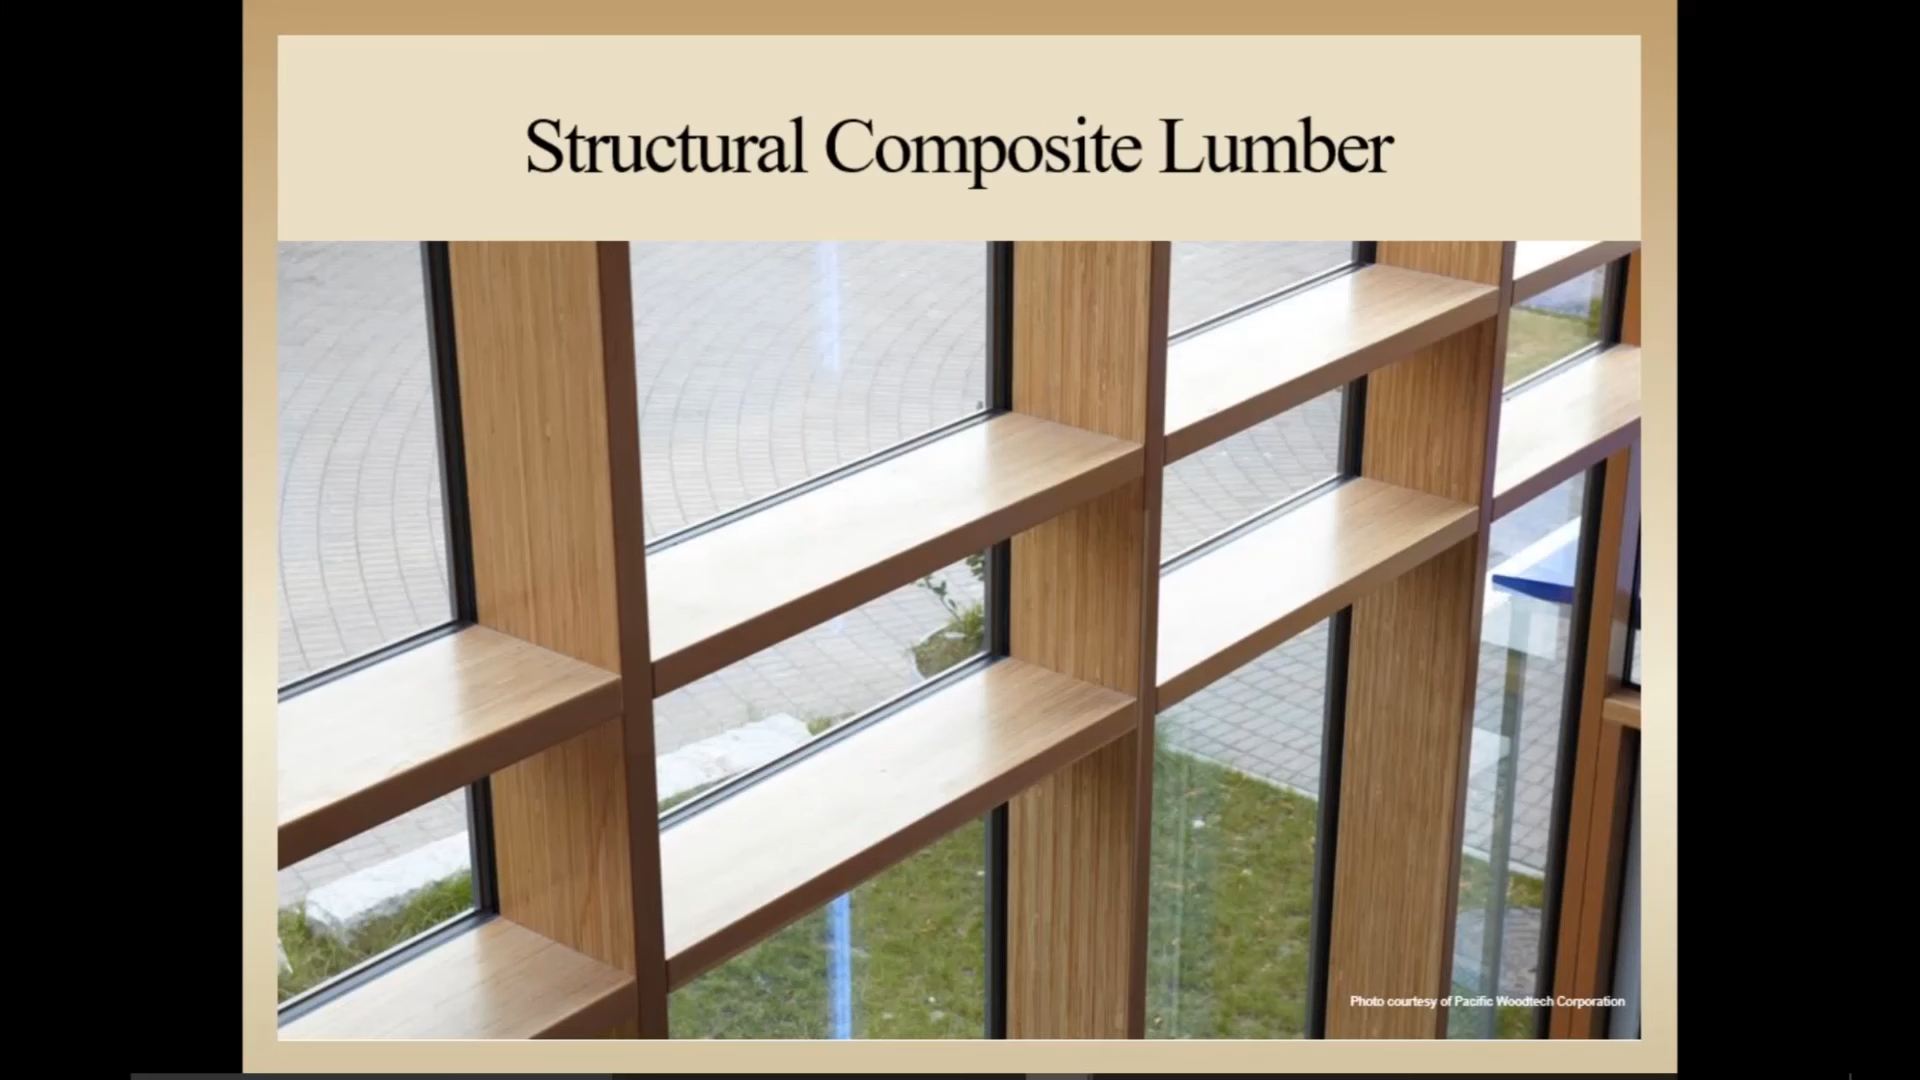 Structural Composite Lumber
Photo courtesy of Pacific Woodtech Corporation